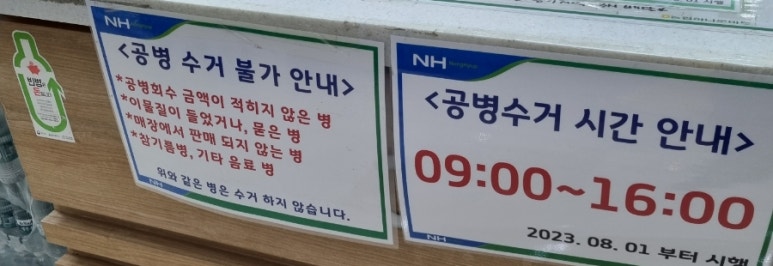 NH
<공병 수거 불가 안내>
*공병회수 금액이 적히지 않은 병
*이물질이 들었거나, 묻은 병
*매장에서 판매 되지 않는 병
*참기름병, 기타 음료 병
위와 같은 병은 수거 하지 않습니다.
NH
NH
<공병수거 시간 안내>
09:00~16:00
2023. 08. 01 부터 시행
NH